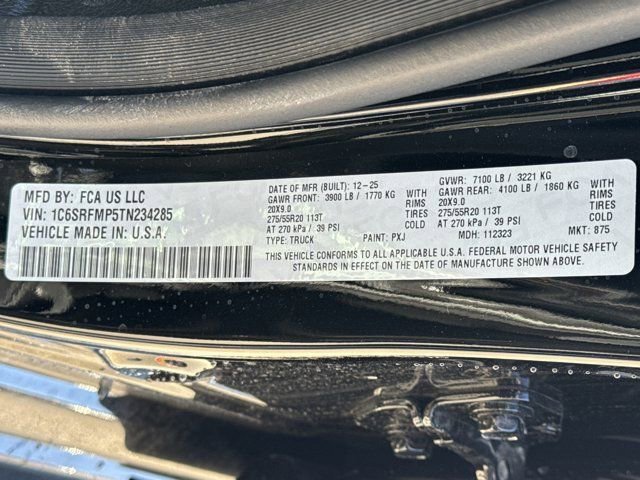 MFD BY: FCA US LLC
VIN: 1C6SRFMP5TN234285
VEHICLE MADE IN U.S.A.
DATE OF MFR (BUILT): 12-25 GVWR: 7100 LB / 3221 KG
GAWR FRONT: 3900 LB / 1770 KG WITH GAWR REAR: 4100 LB / 1860 KG WITH
20X9.0 RIMS 20X9.0 RIMS
275/55R20 113T TIRES 275/55R20 113T TIRES
AT 270 kPa / 39 PSI COLD AT 270 kPa / 39 PSI COLD
TYPE: TRUCK PAINT: PXJ MDH: 112323 MKT: 875
THIS VEHICLE CONFORMS TO ALL APPLICABLE U.S.A. FEDERAL MOTOR VEHICLE SAFETY
STANDARDS IN EFFECT ON THE DATE OF MANUFACTURE SHOWN ABOVE.